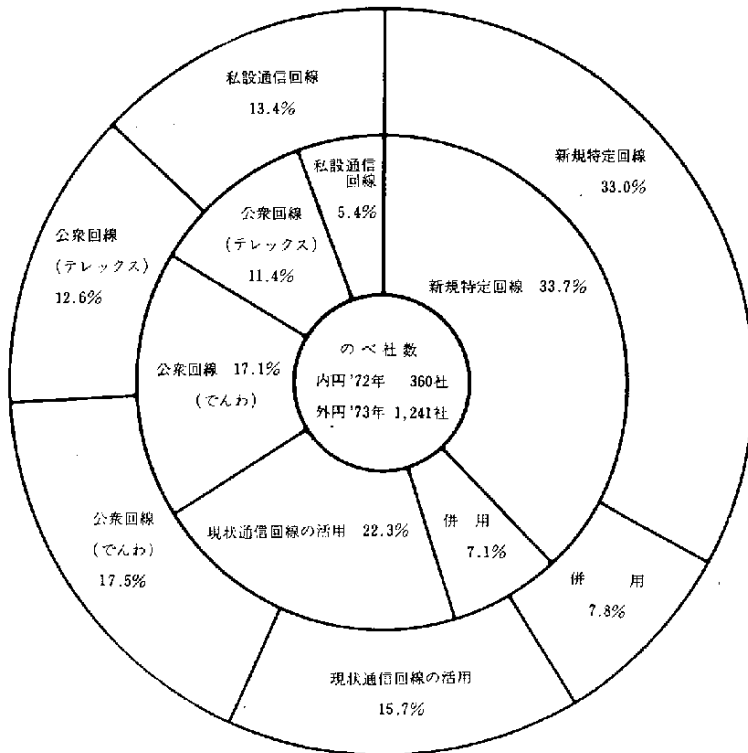 私設通信回線
13.4%
新規特定回線
33.0%
私設通信
回線
5.4%
公衆回線
(テレックス)
11.4%
公衆回線
(テレックス)
12.6%
新規特定回線 33.7%
公衆回線 17.1%
(でんわ)
のべ社数
内円'72年 360社
外円'73年 1,241社
公衆回線
(でんわ)
17.5%
現状通信回線の活用 22.3%
併用
7.1%
併用
7.8%
現状通信回線の活用
15.7%